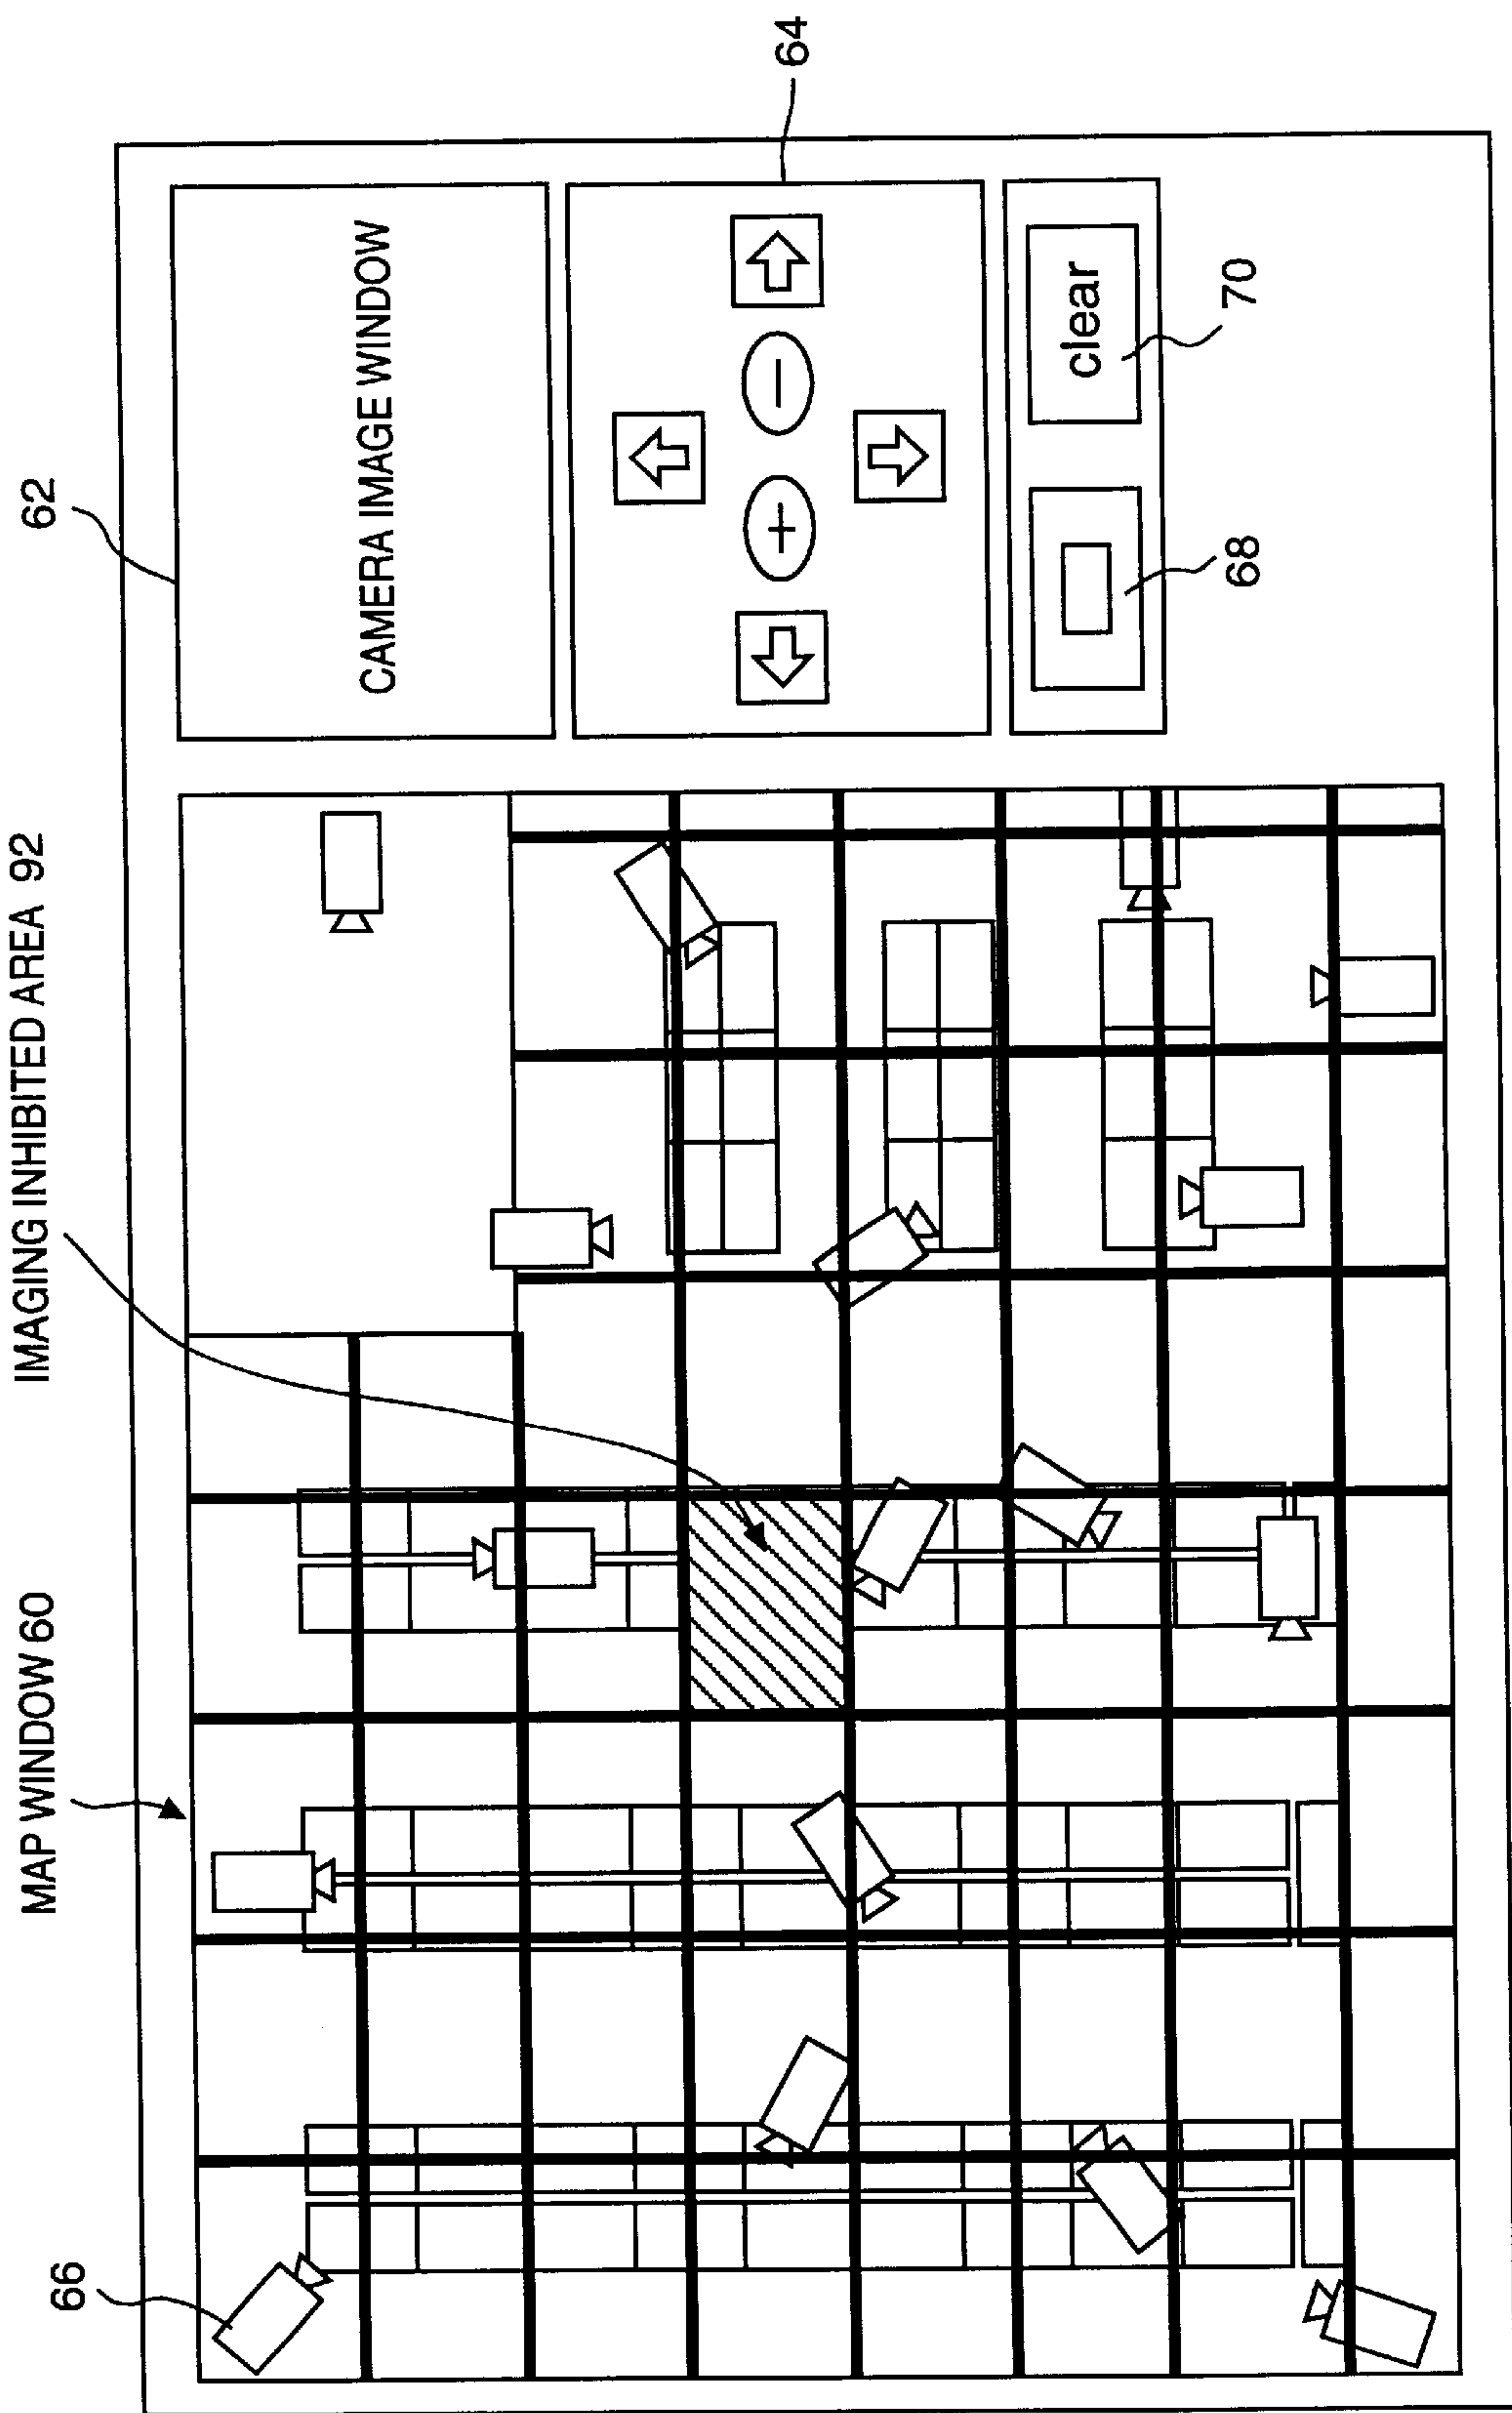 66
MAP WINDOW 60
IMAGING INHIBITED AREA 92
62
CAMERA IMAGE WINDOW
64
+
−
68
clear
70